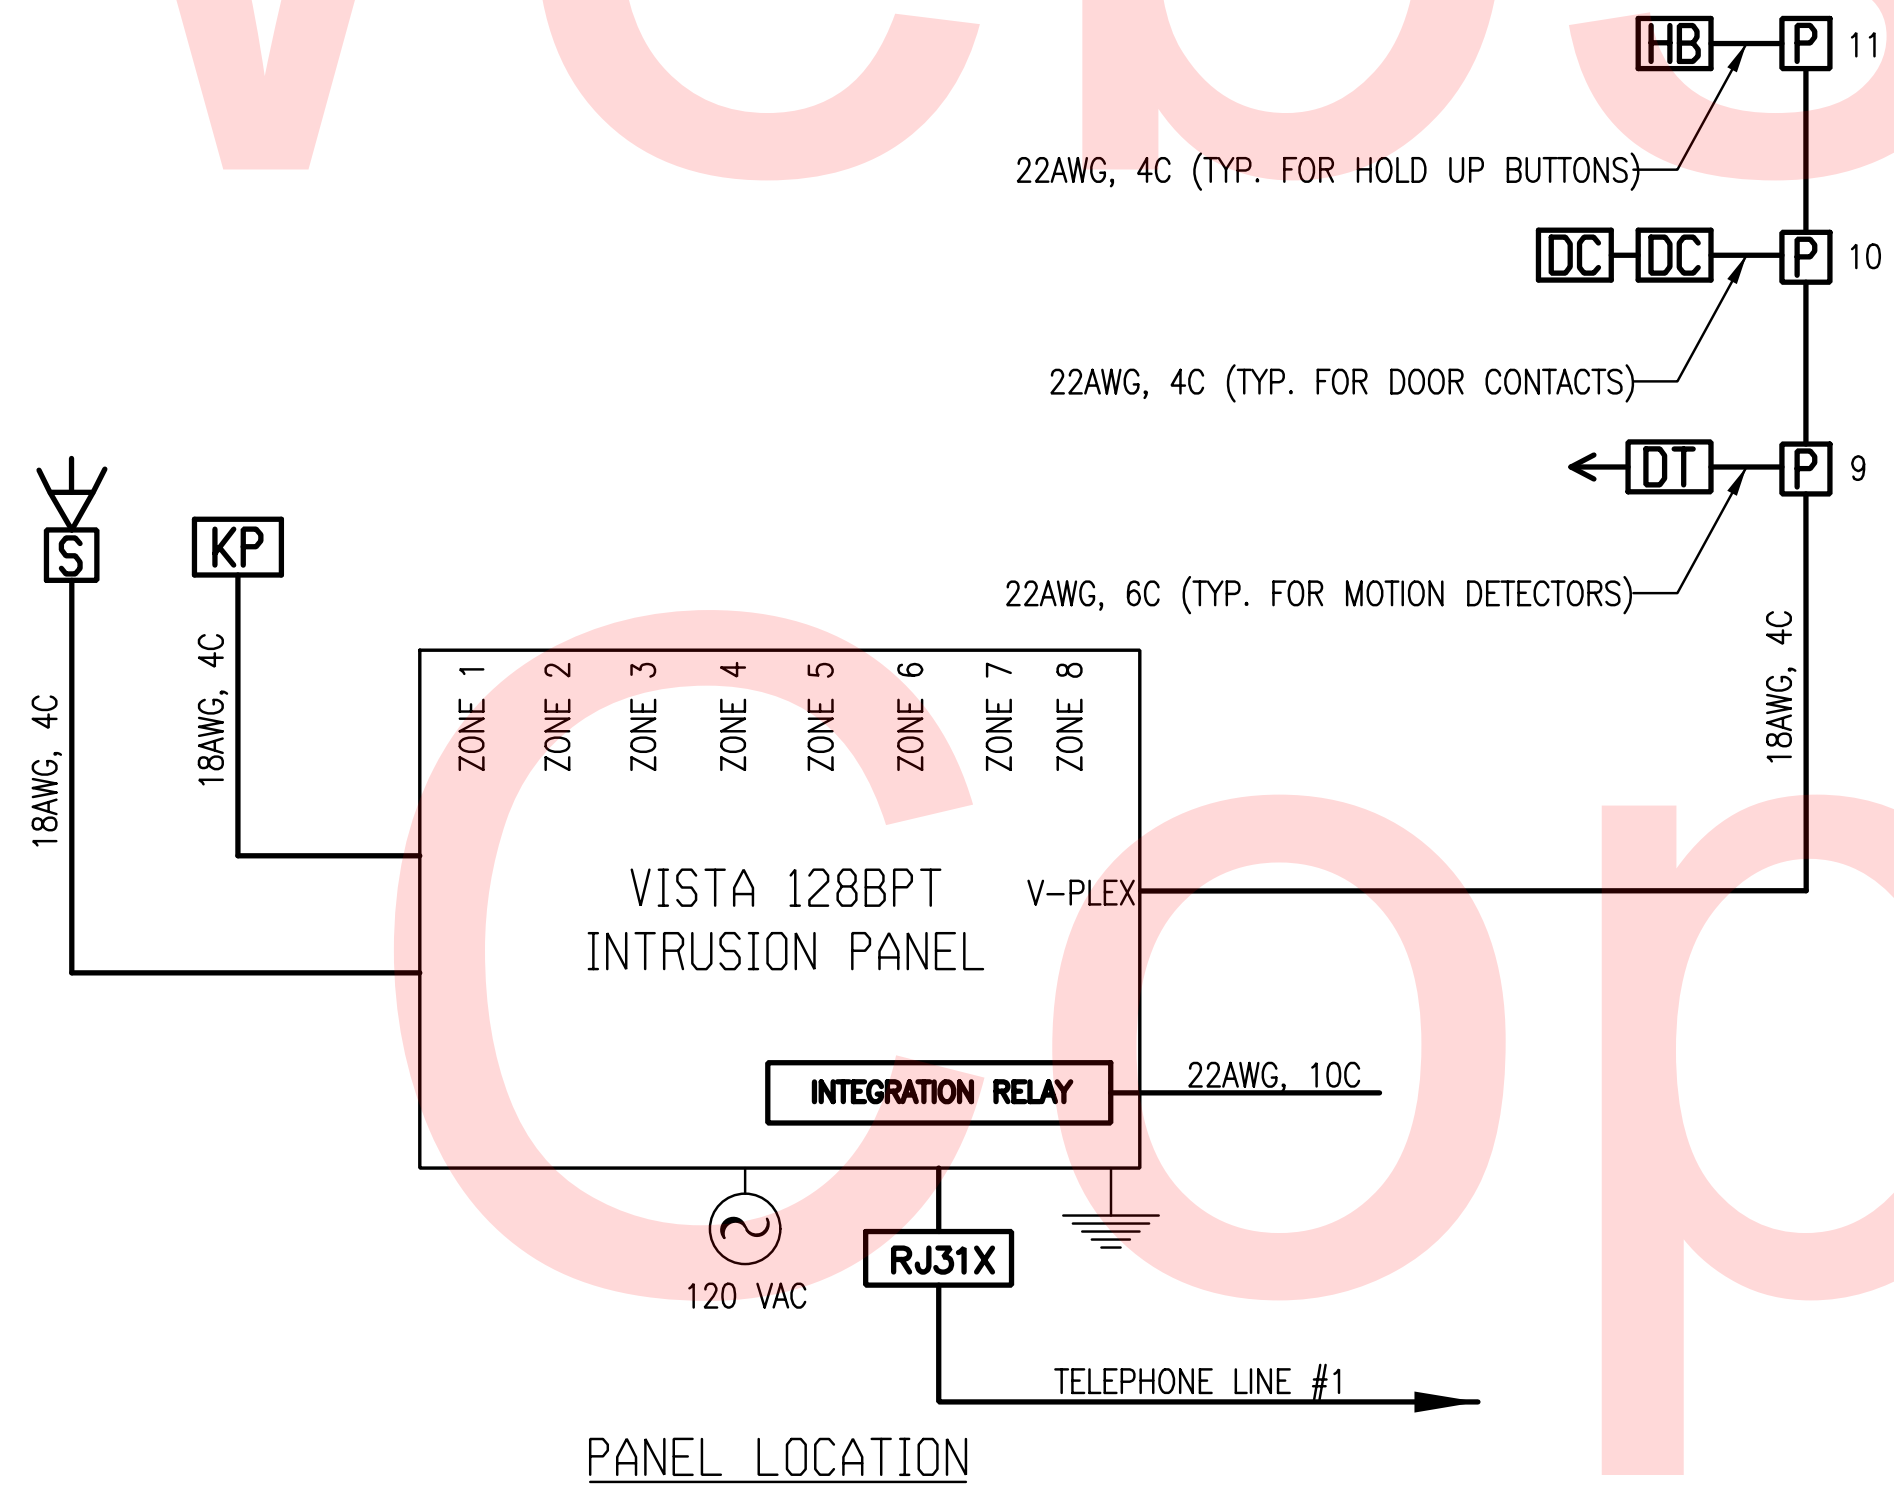 HB P 11
22AWG, 4C (TYP. FOR HOLD UP BUTTONS)
DC DC P 10
22AWG, 4C (TYP. FOR DOOR CONTACTS)
DT P 9
22AWG, 6C (TYP. FOR MOTION DETECTORS)
S
KP
18AWG, 4C
18AWG, 4C
18AWG, 4C
ZONE 1
ZONE 2
ZONE 3
ZONE 4
ZONE 5
ZONE 6
ZONE 7
ZONE 8
VISTA 128BPT
INTRUSION PANEL
V-PLEX
INTEGRATION RELAY
22AWG, 10C
RJ31X
120 VAC
TELEPHONE LINE #1
PANEL LOCATION
Cop